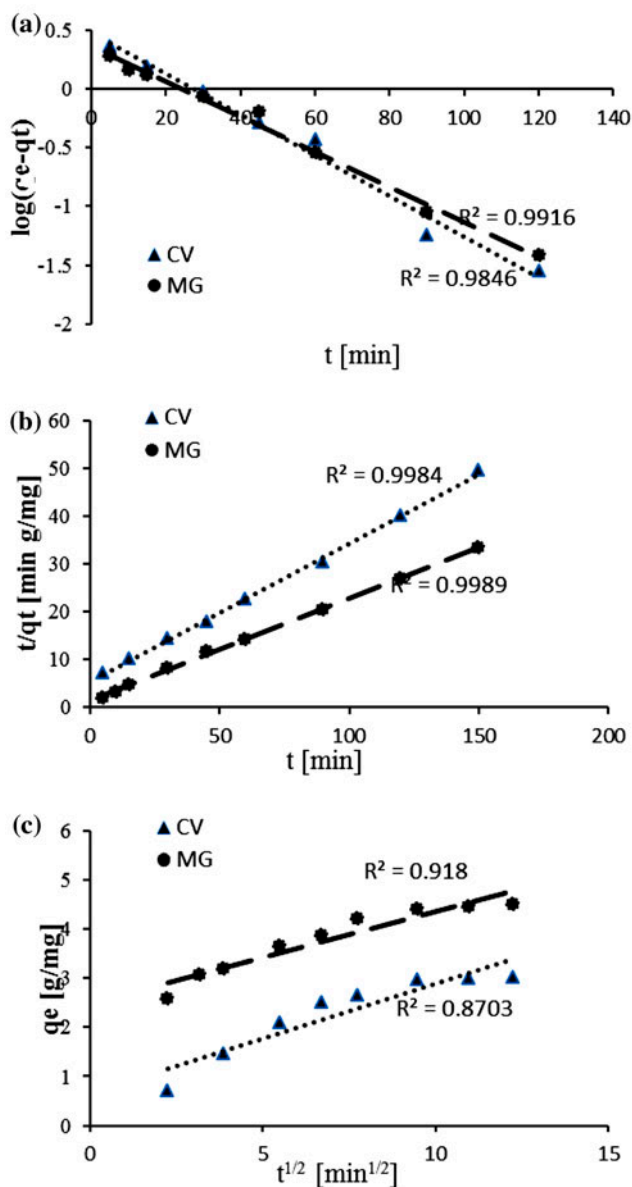 (a)
0.5
0
-0.5
-1
-1.5
-2
0 20 40 60 80 100 120 140
log(qe-qt)
R² = 0.9916
R² = 0.9846
CV
MG
t [min]
(b)
60
50
40
30
20
10
0
0 50 100 150 200
t/qt [min g/mg]
CV
MG
R² = 0.9984
R² = 0.9989
t [min]
(c)
6
5
4
3
2
1
0
0 5 10 15
qe [g/mg]
CV
MG
R² = 0.918
R² = 0.8703
t^1/2 [min^1/2]